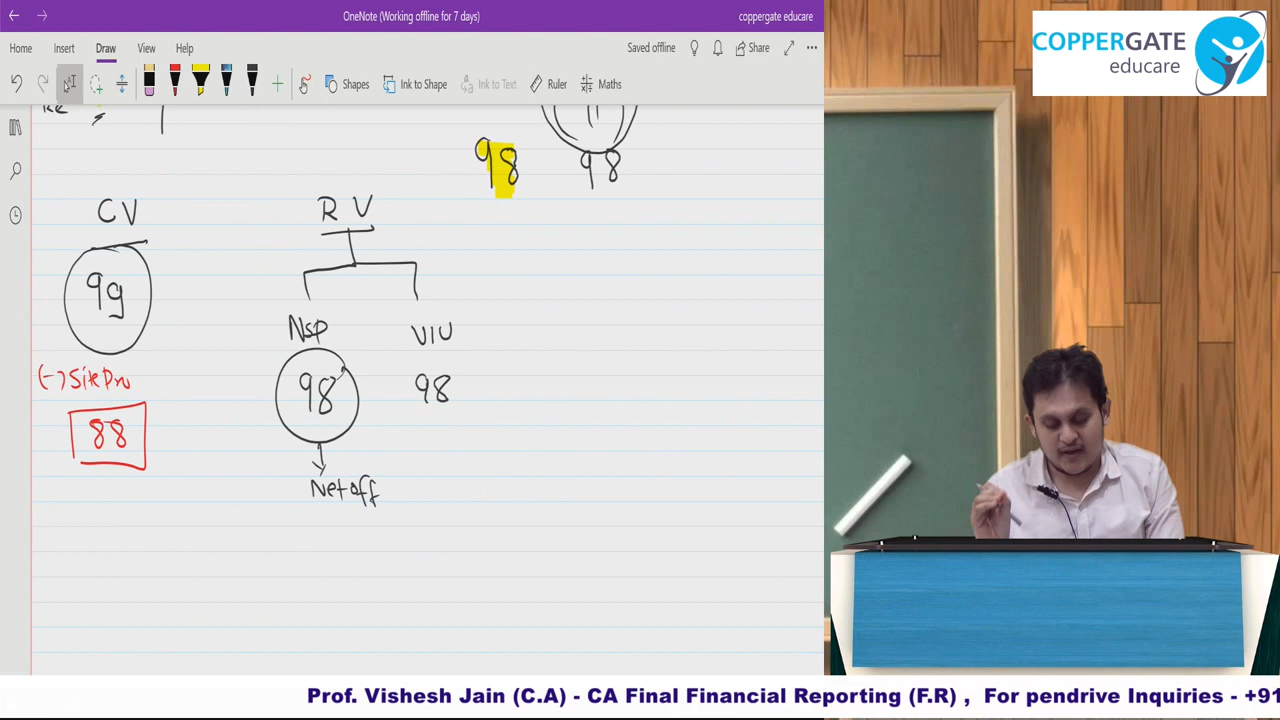 OneNote (Working offline for 7 days)
coppergate educare
Home Insert Draw View Help
Saved offline
Share
Shapes
Ink to Shape
Ink to Text
Ruler
Maths
COPPERGATE
educare
98 98
CV
R V
99
NSP
VIU
98
98
88
Net off
Prof. Vishesh Jain (C.A) - CA Final Financial Reporting (F.R) , For pendrive Inquiries - +91